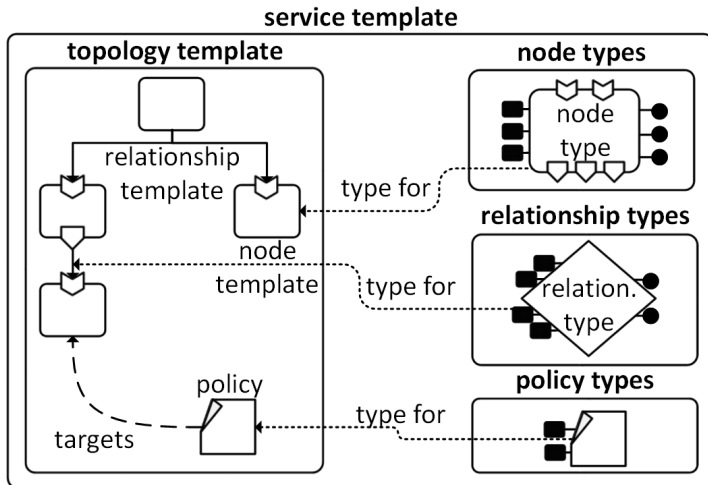 service template
topology template
node types
relationship
template
node
type
type for
relationship types
node
template
type for
relation.
type
policy types
policy
type for
targets